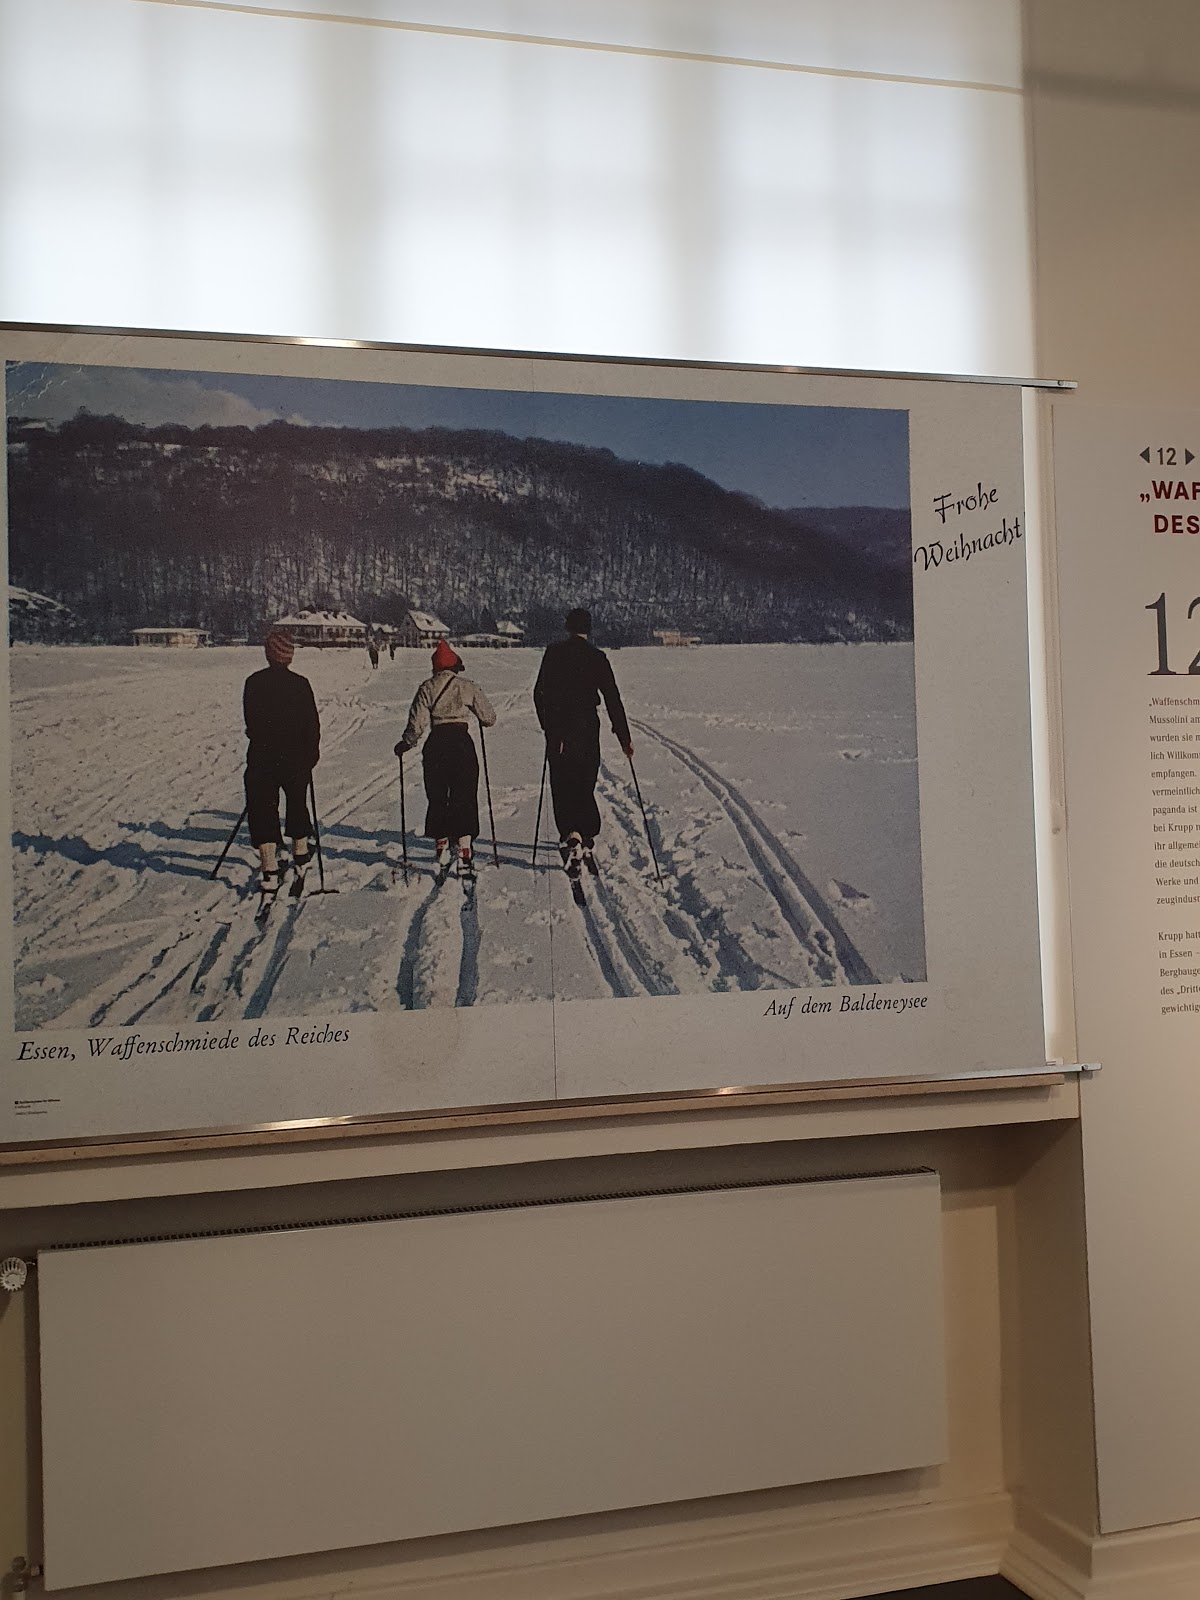 Frohe
Weihnacht
Auf dem Baldeneysee
Essen, Waffenschmiede des Reiches
12
„WAF
DES
12
„Waffenschm
Mussolini am
wurden sie m
lich Willkom
empfangen.
vermeintlich
paganda ist
bei Krupp n
ihr allgemei
die deutsch
Werke und
zeugindust
Krupp hatt
in Essen –
Bergbauge
des „Dritt
gewichtig